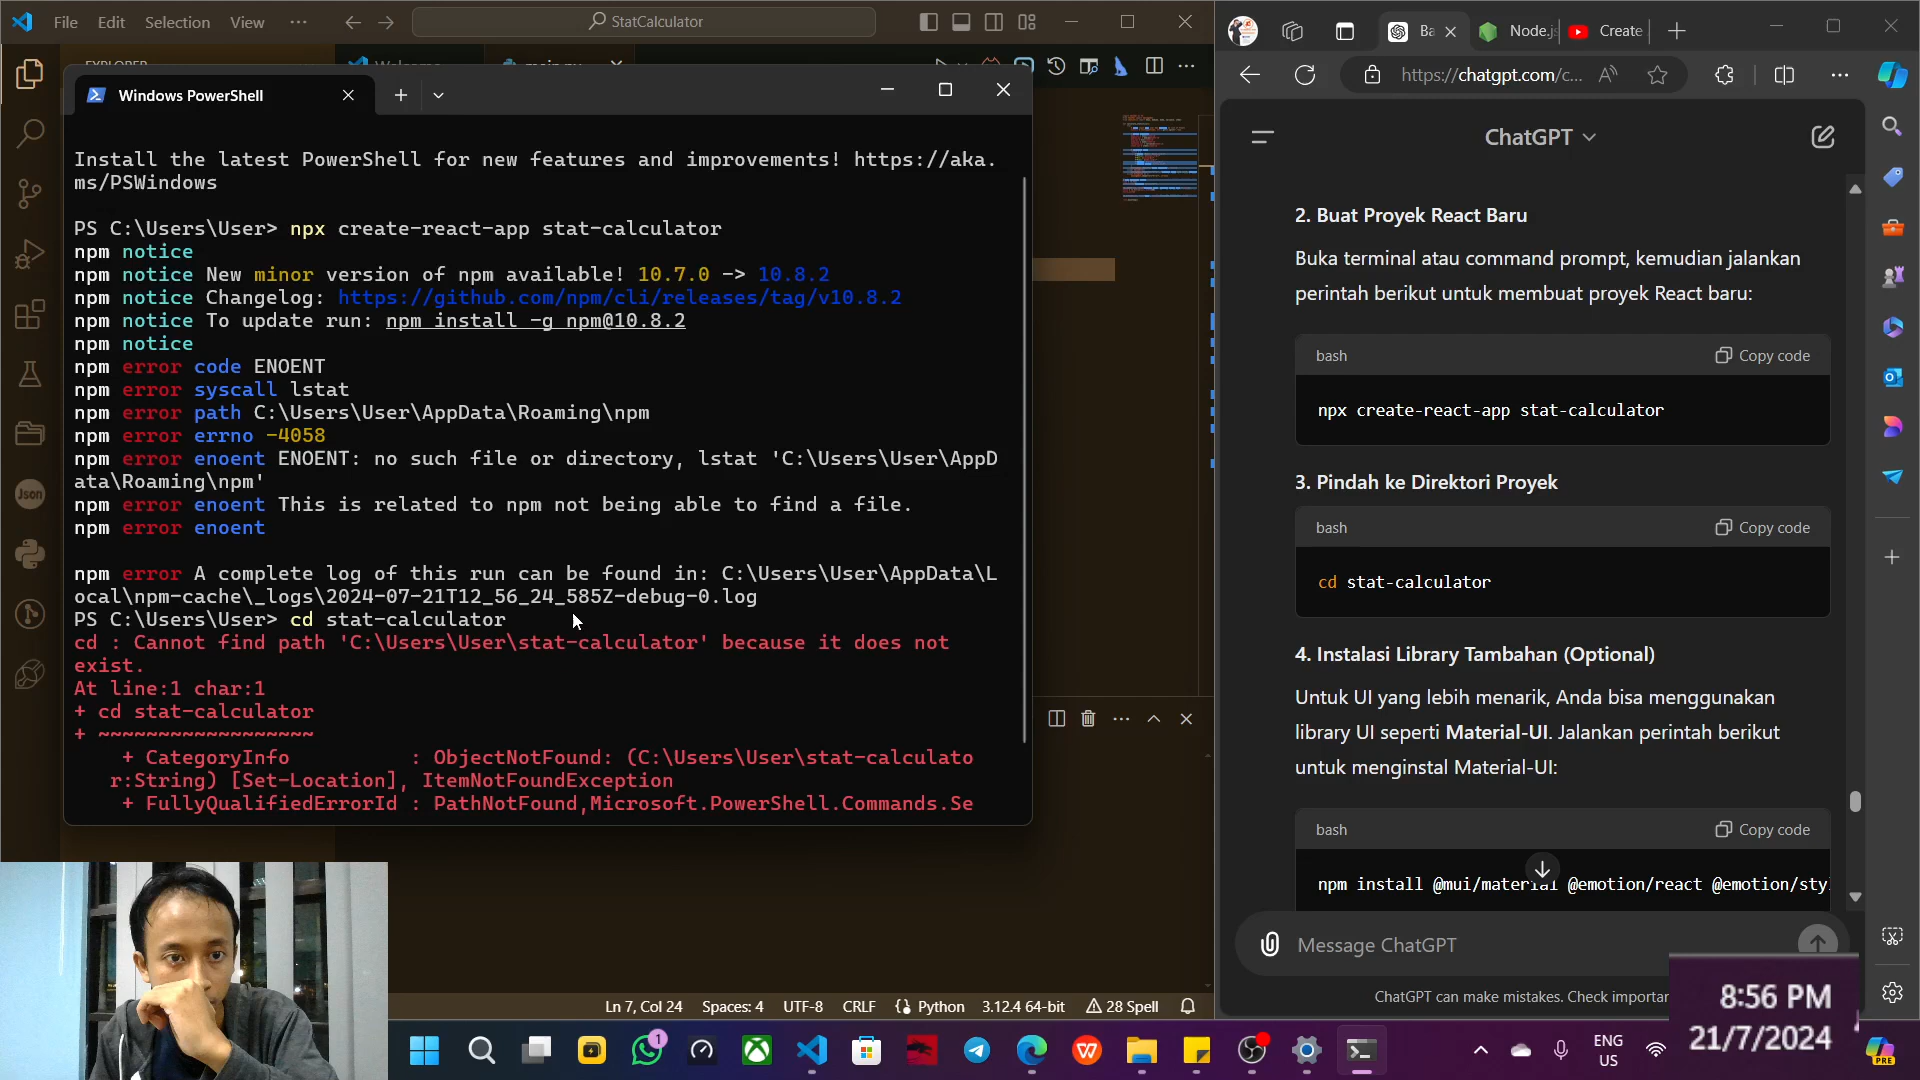 File Edit Selection View ···
StatCalculator
EXPLORER
Welcome
main.py
Windows PowerShell
Install the latest PowerShell for new features and improvements! https://aka.
ms/PSWindows
PS C:\Users\User> npx create-react-app stat-calculator
npm notice
npm notice New minor version of npm available! 10.7.0 -> 10.8.2
npm notice Changelog: https://github.com/npm/cli/releases/tag/v10.8.2
npm notice To update run: npm install -g npm@10.8.2
npm notice
npm error code ENOENT
npm error syscall lstat
npm error path C:\Users\User\AppData\Roaming\npm
npm error errno -4058
npm error enoent ENOENT: no such file or directory, lstat 'C:\Users\User\AppD
ata\Roaming\npm'
npm error enoent This is related to npm not being able to find a file.
npm error enoent
npm error A complete log of this run can be found in: C:\Users\User\AppData\L
ocal\npm-cache\_logs\2024-07-21T12_56_24_585Z-debug-0.log
PS C:\Users\User> cd stat-calculator
cd : Cannot find path 'C:\Users\User\stat-calculator' because it does not
exist.
At line:1 char:1
+ cd stat-calculator
+ ~~~~~~~~~~~~~~~~~~
+ CategoryInfo : ObjectNotFound: (C:\Users\User\stat-calculato
r:String) [Set-Location], ItemNotFoundException
+ FullyQualifiedErrorId : PathNotFound,Microsoft.PowerShell.Commands.Se
Json
Ln 7, Col 24 Spaces: 4 UTF-8 CRLF Python 3.12.4 64-bit 28 Spell
Ba
Node.js
Create
https://chatgpt.com/c...
ChatGPT
2. Buat Proyek React Baru
Buka terminal atau command prompt, kemudian jalankan
perintah berikut untuk membuat proyek React baru:
bash Copy code
npx create-react-app stat-calculator
3. Pindah ke Direktori Proyek
bash Copy code
cd stat-calculator
4. Instalasi Library Tambahan (Optional)
Untuk UI yang lebih menarik, Anda bisa menggunakan
library UI seperti Material-UI. Jalankan perintah berikut
untuk menginstal Material-UI:
bash Copy code
npm install @mui/material @emotion/react @emotion/sty
Message ChatGPT
ChatGPT can make mistakes. Check importan
1
ENG
US
8:56 PM
21/7/2024
PRE